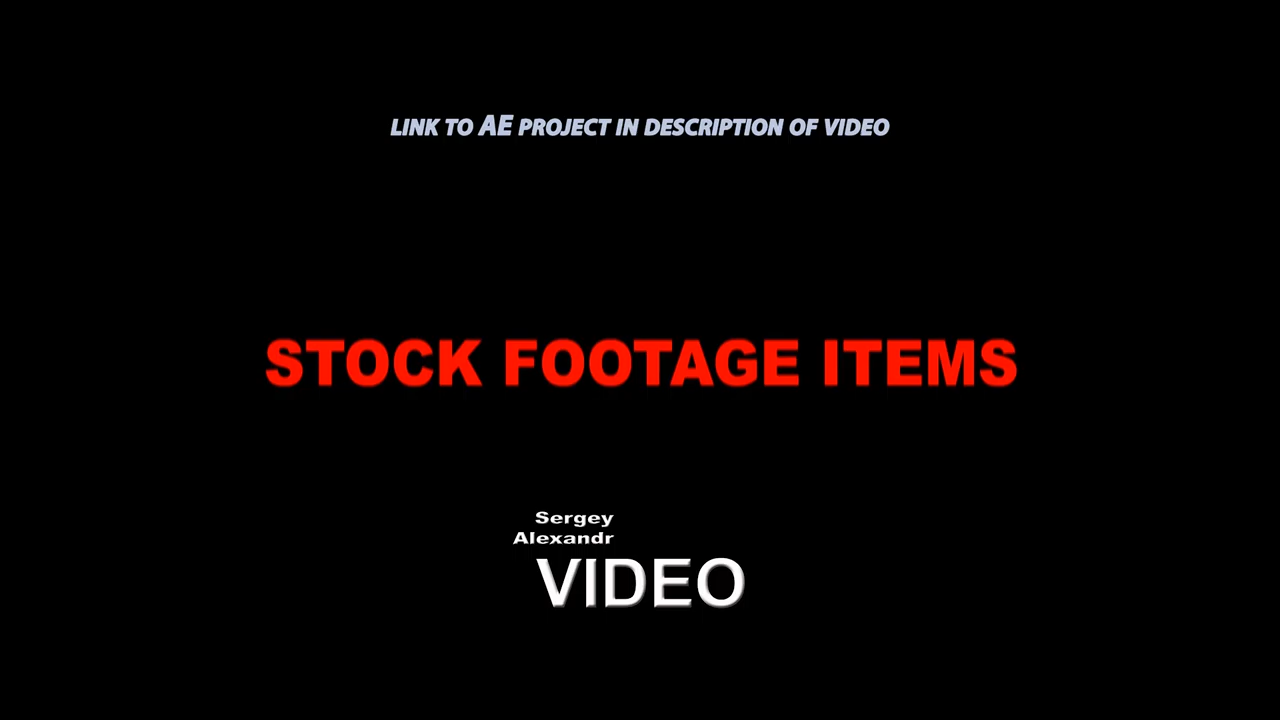 LINK TO AE PROJECT IN DESCRIPTION OF VIDEO
STOCK FOOTAGE ITEMS
Sergey
Alexandr
VIDEO